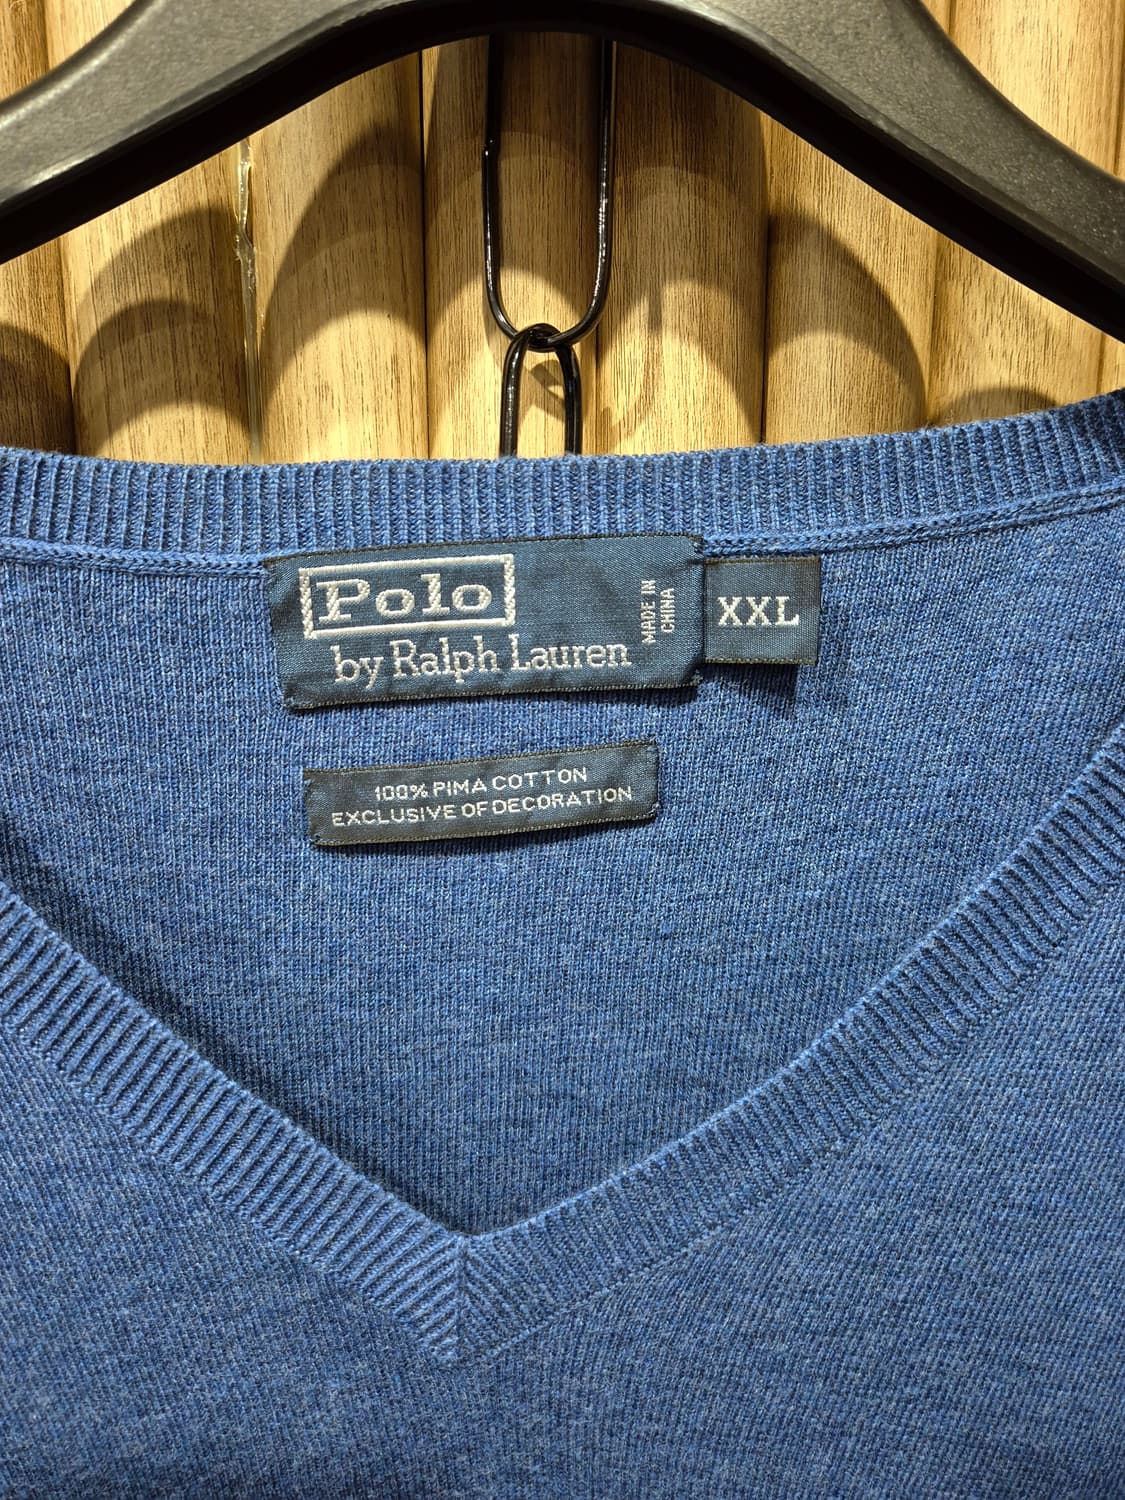 Polo
by Ralph Lauren
MADE IN
CHINA
XXL
100% PIMA COTTON
EXCLUSIVE OF DECORATION